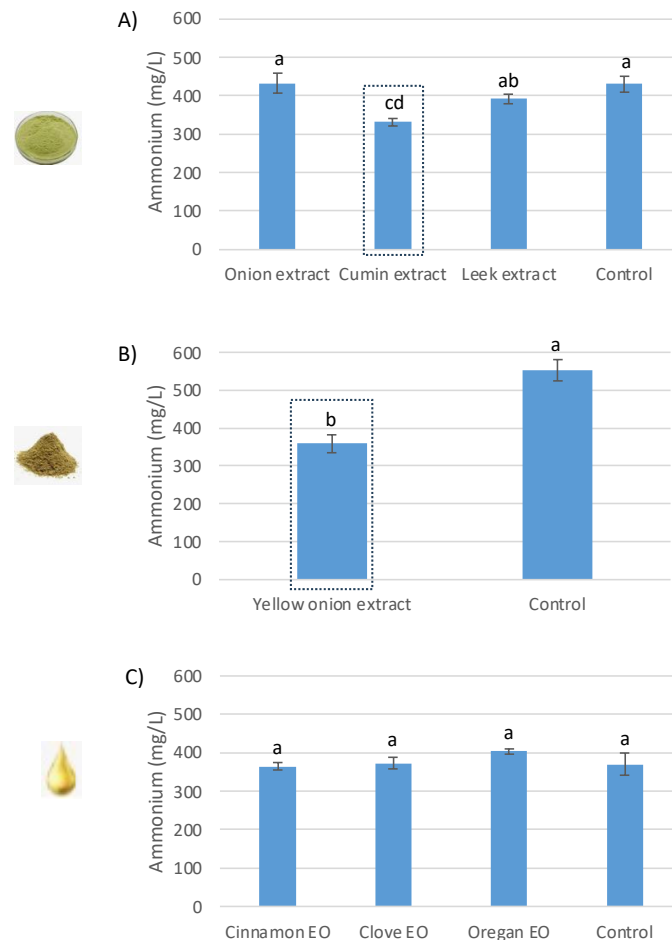 A)
Ammonium (mg/L)
600
500
400
300
200
100
0
a
cd
ab
a
Onion extract Cumin extract Leek extract Control
B)
Ammonium (mg/L)
600
500
400
300
200
100
0
b
a
Yellow onion extract Control
C)
Ammonium (mg/L)
600
500
400
300
200
100
0
a
a
a
a
Cinnamon EO Clove EO Oregan EO Control